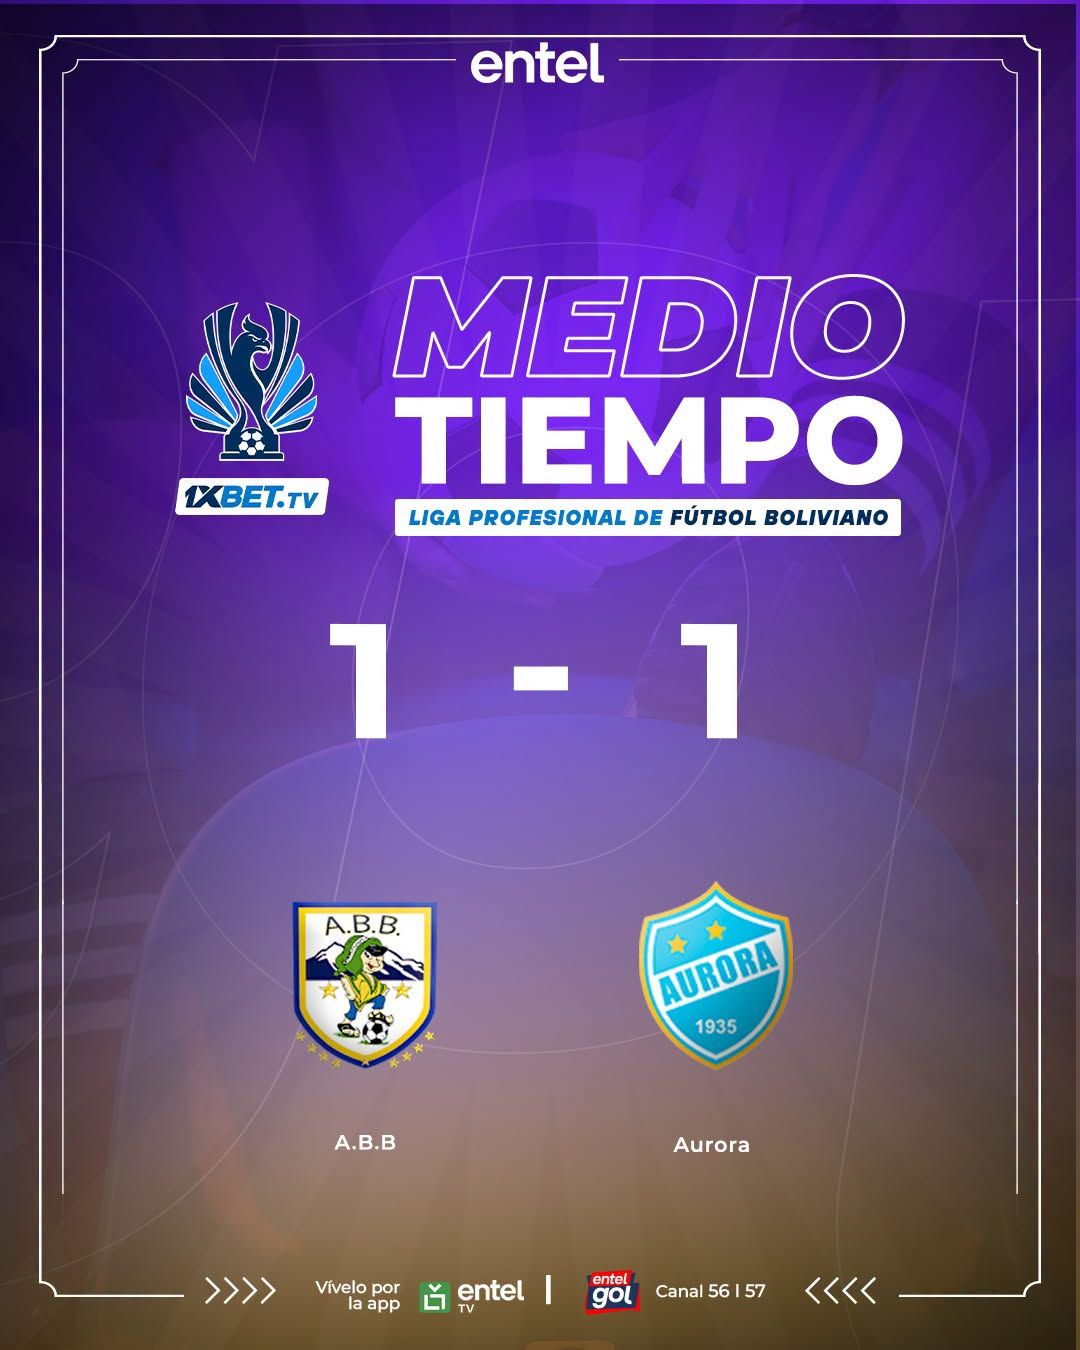 entel
MEDIO
TIEMPO
1XBET.TV
LIGA PROFESIONAL DE FÚTBOL BOLIVIANO
1 - 1
A.B.B.
AURORA
1935
A.B.B
Aurora
Vívelo por
la app
entel
TV
entel
gol
Canal 56 | 57